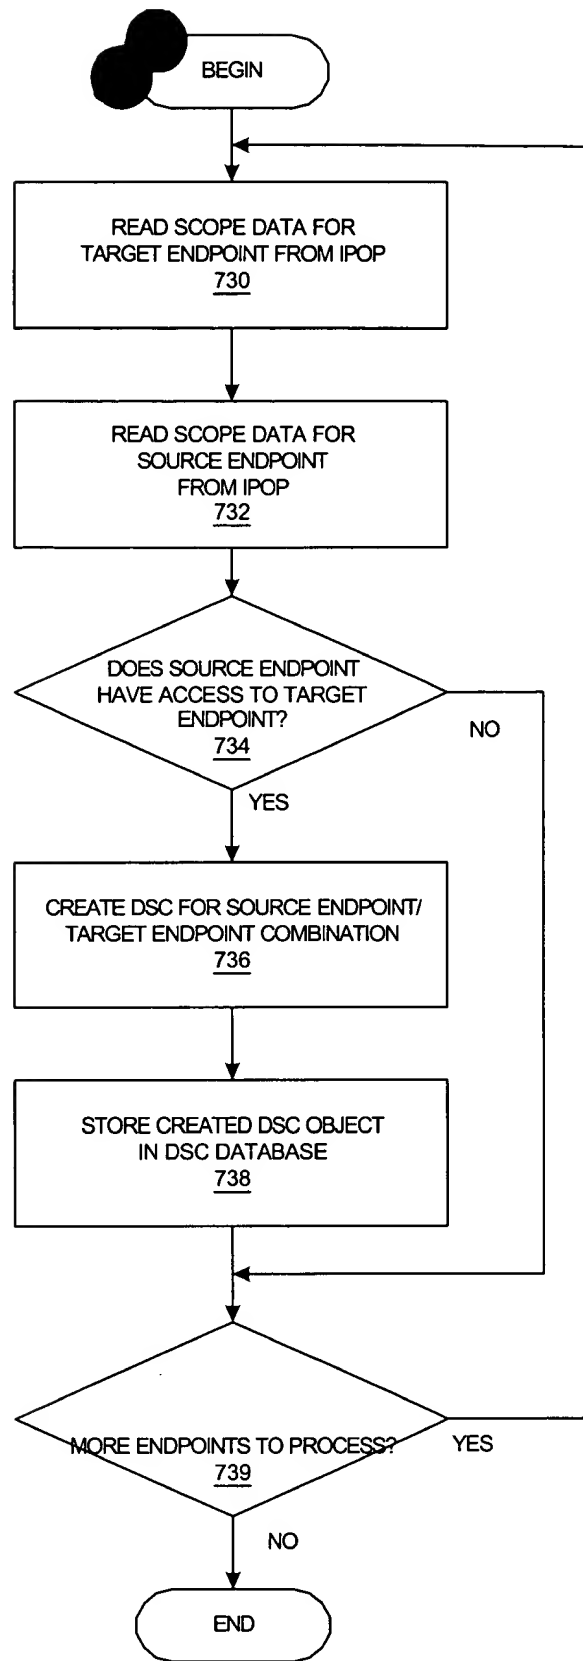 BEGIN
READ SCOPE DATA FOR
TARGET ENDPOINT FROM IPOP
730
READ SCOPE DATA FOR
SOURCE ENDPOINT
FROM IPOP
732
DOES SOURCE ENDPOINT
HAVE ACCESS TO TARGET
ENDPOINT?
734
NO
YES
CREATE DSC FOR SOURCE ENDPOINT/
TARGET ENDPOINT COMBINATION
736
STORE CREATED DSC OBJECT
IN DSC DATABASE
738
MORE ENDPOINTS TO PROCESS?
739
YES
NO
END